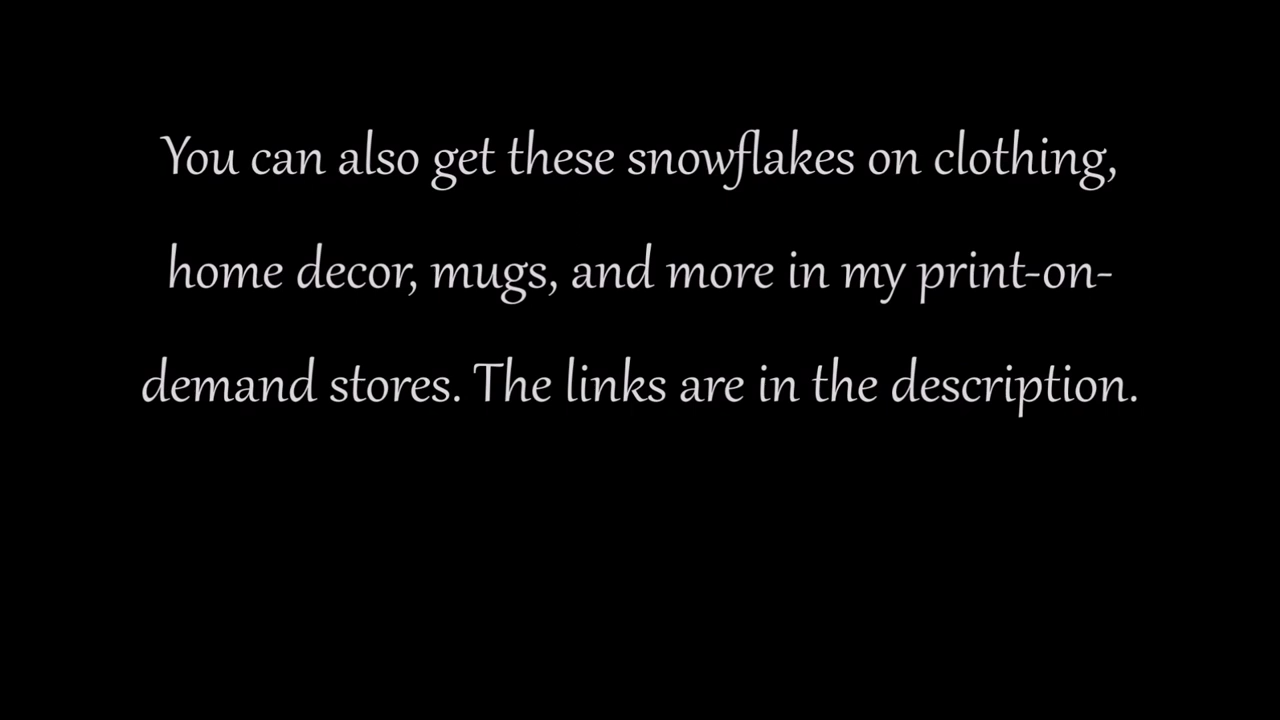 You can also get these snowflakes on clothing,
home decor, mugs, and more in my print-on-
demand stores. The links are in the description.